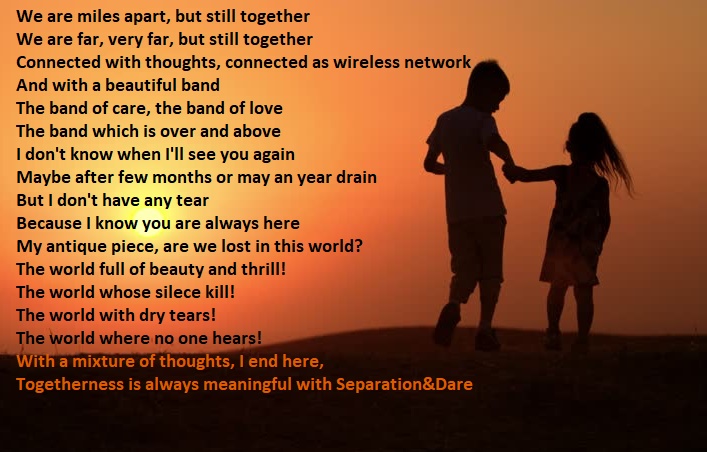 We are miles apart, but still together
We are far, very far, but still together
Connected with thoughts, connected as wireless network
And with a beautiful band
The band of care, the band of love
The band which is over and above
I don't know when I'll see you again
Maybe after few months or may an year drain
But I don't have any tear
Because I know you are always here
My antique piece, are we lost in this world?
The world full of beauty and thrill!
The world whose silece kill!
The world with dry tears!
The world where no one hears!
With a mixture of thoughts, I end here,
Togetherness is always meaningful with Separation&Dare